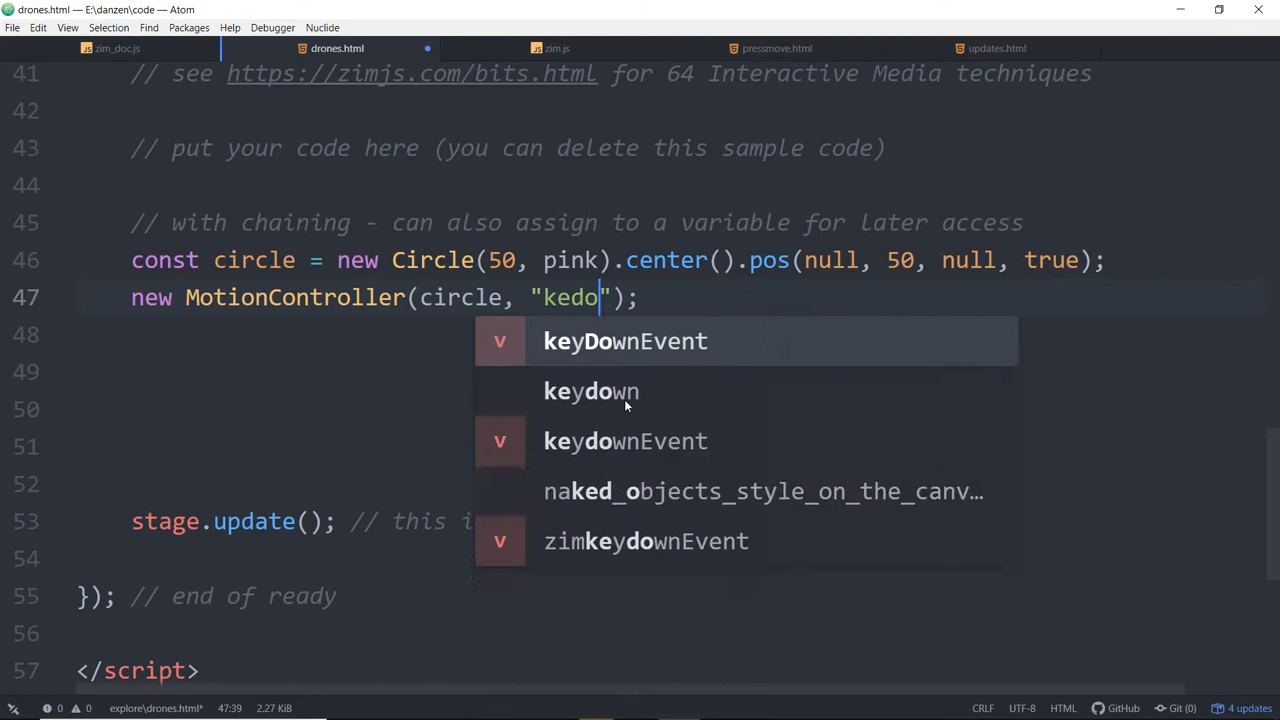 drones.html — E:\danzen\code — Atom
File Edit View Selection Find Packages Help Debugger Nuclide
zim_doc.js drones.html zim.js pressmove.html updates.html
41 // see https://zimjs.com/bits.html for 64 Interactive Media techniques
42
43 // put your code here (you can delete this sample code)
44
45 // with chaining - can also assign to a variable for later access
46 const circle = new Circle(50, pink).center().pos(null, 50, null, true);
47 new MotionController(circle, "kedo");
48 v keyDownEvent
49 keydown
50
51 v keydownEvent
52 naked_objects_style_on_the_canv…
53 stage.update(); // this i
54 v zimkeydownEvent
55 }); // end of ready
56
57 </script>
0 0 explore\drones.html* 47:39 2.27 KiB CRLF UTF-8 HTML GitHub Git (0) 4 updates